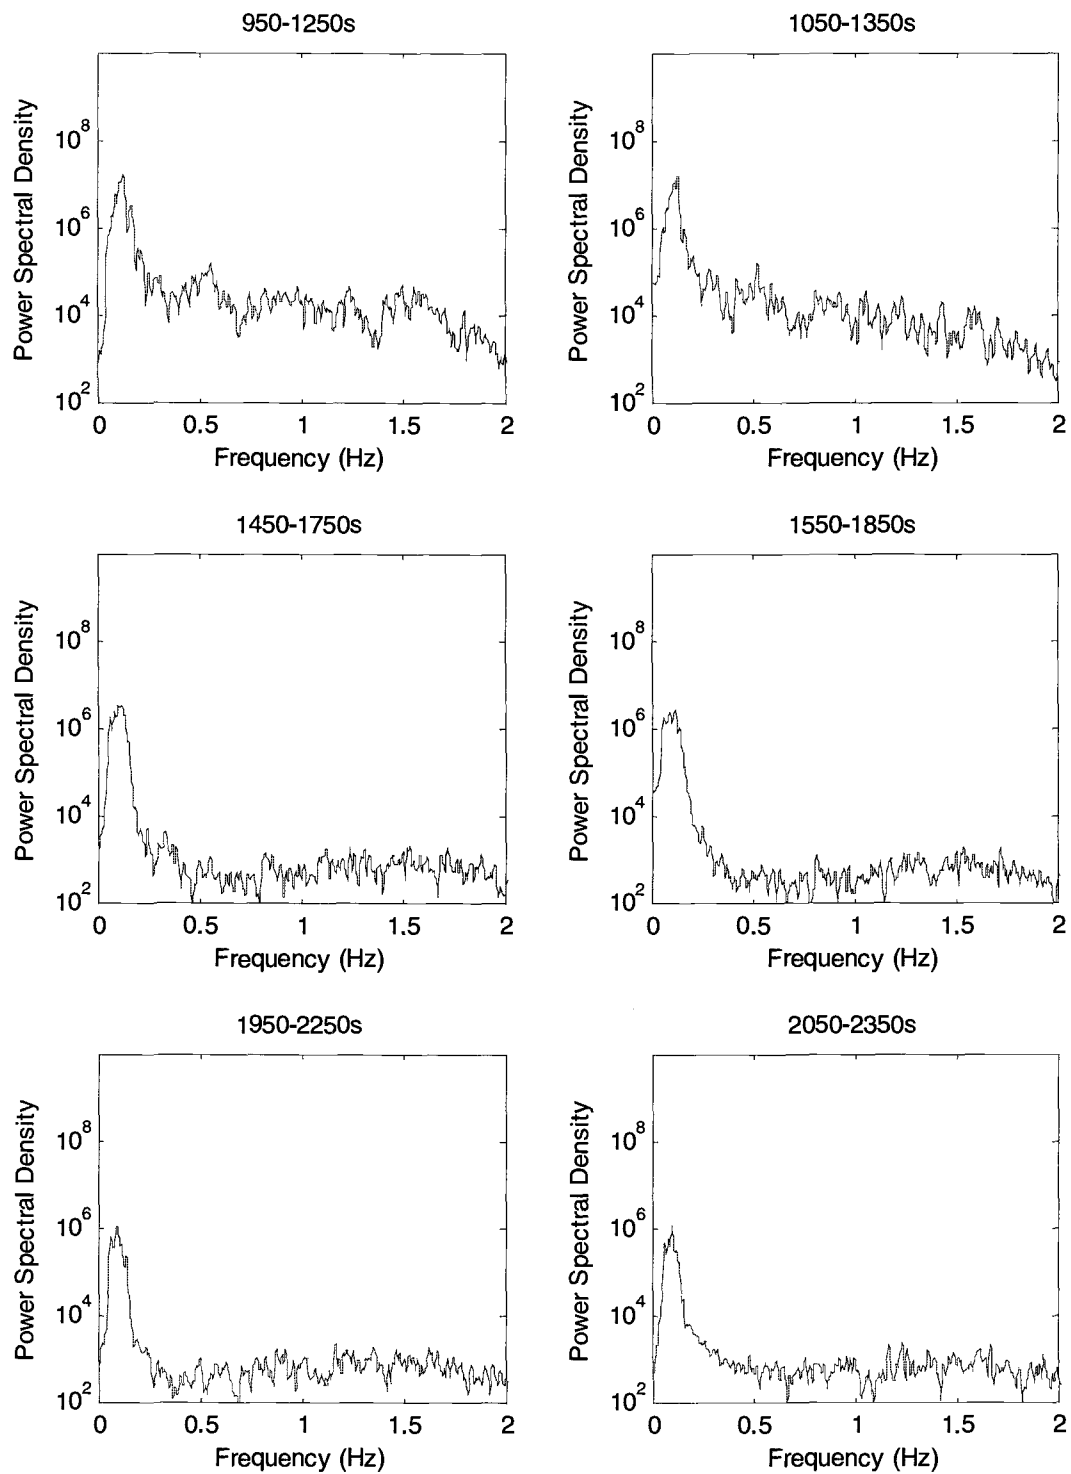 950-1250s
Power Spectral Density
10^8
10^6
10^4
10^2
0 0.5 1 1.5 2
Frequency (Hz)
1050-1350s
Power Spectral Density
10^8
10^6
10^4
10^2
0 0.5 1 1.5 2
Frequency (Hz)
1450-1750s
Power Spectral Density
10^8
10^6
10^4
10^2
0 0.5 1 1.5 2
Frequency (Hz)
1550-1850s
Power Spectral Density
10^8
10^6
10^4
10^2
0 0.5 1 1.5 2
Frequency (Hz)
1950-2250s
Power Spectral Density
10^8
10^6
10^4
10^2
0 0.5 1 1.5 2
Frequency (Hz)
2050-2350s
Power Spectral Density
10^8
10^6
10^4
10^2
0 0.5 1 1.5 2
Frequency (Hz)